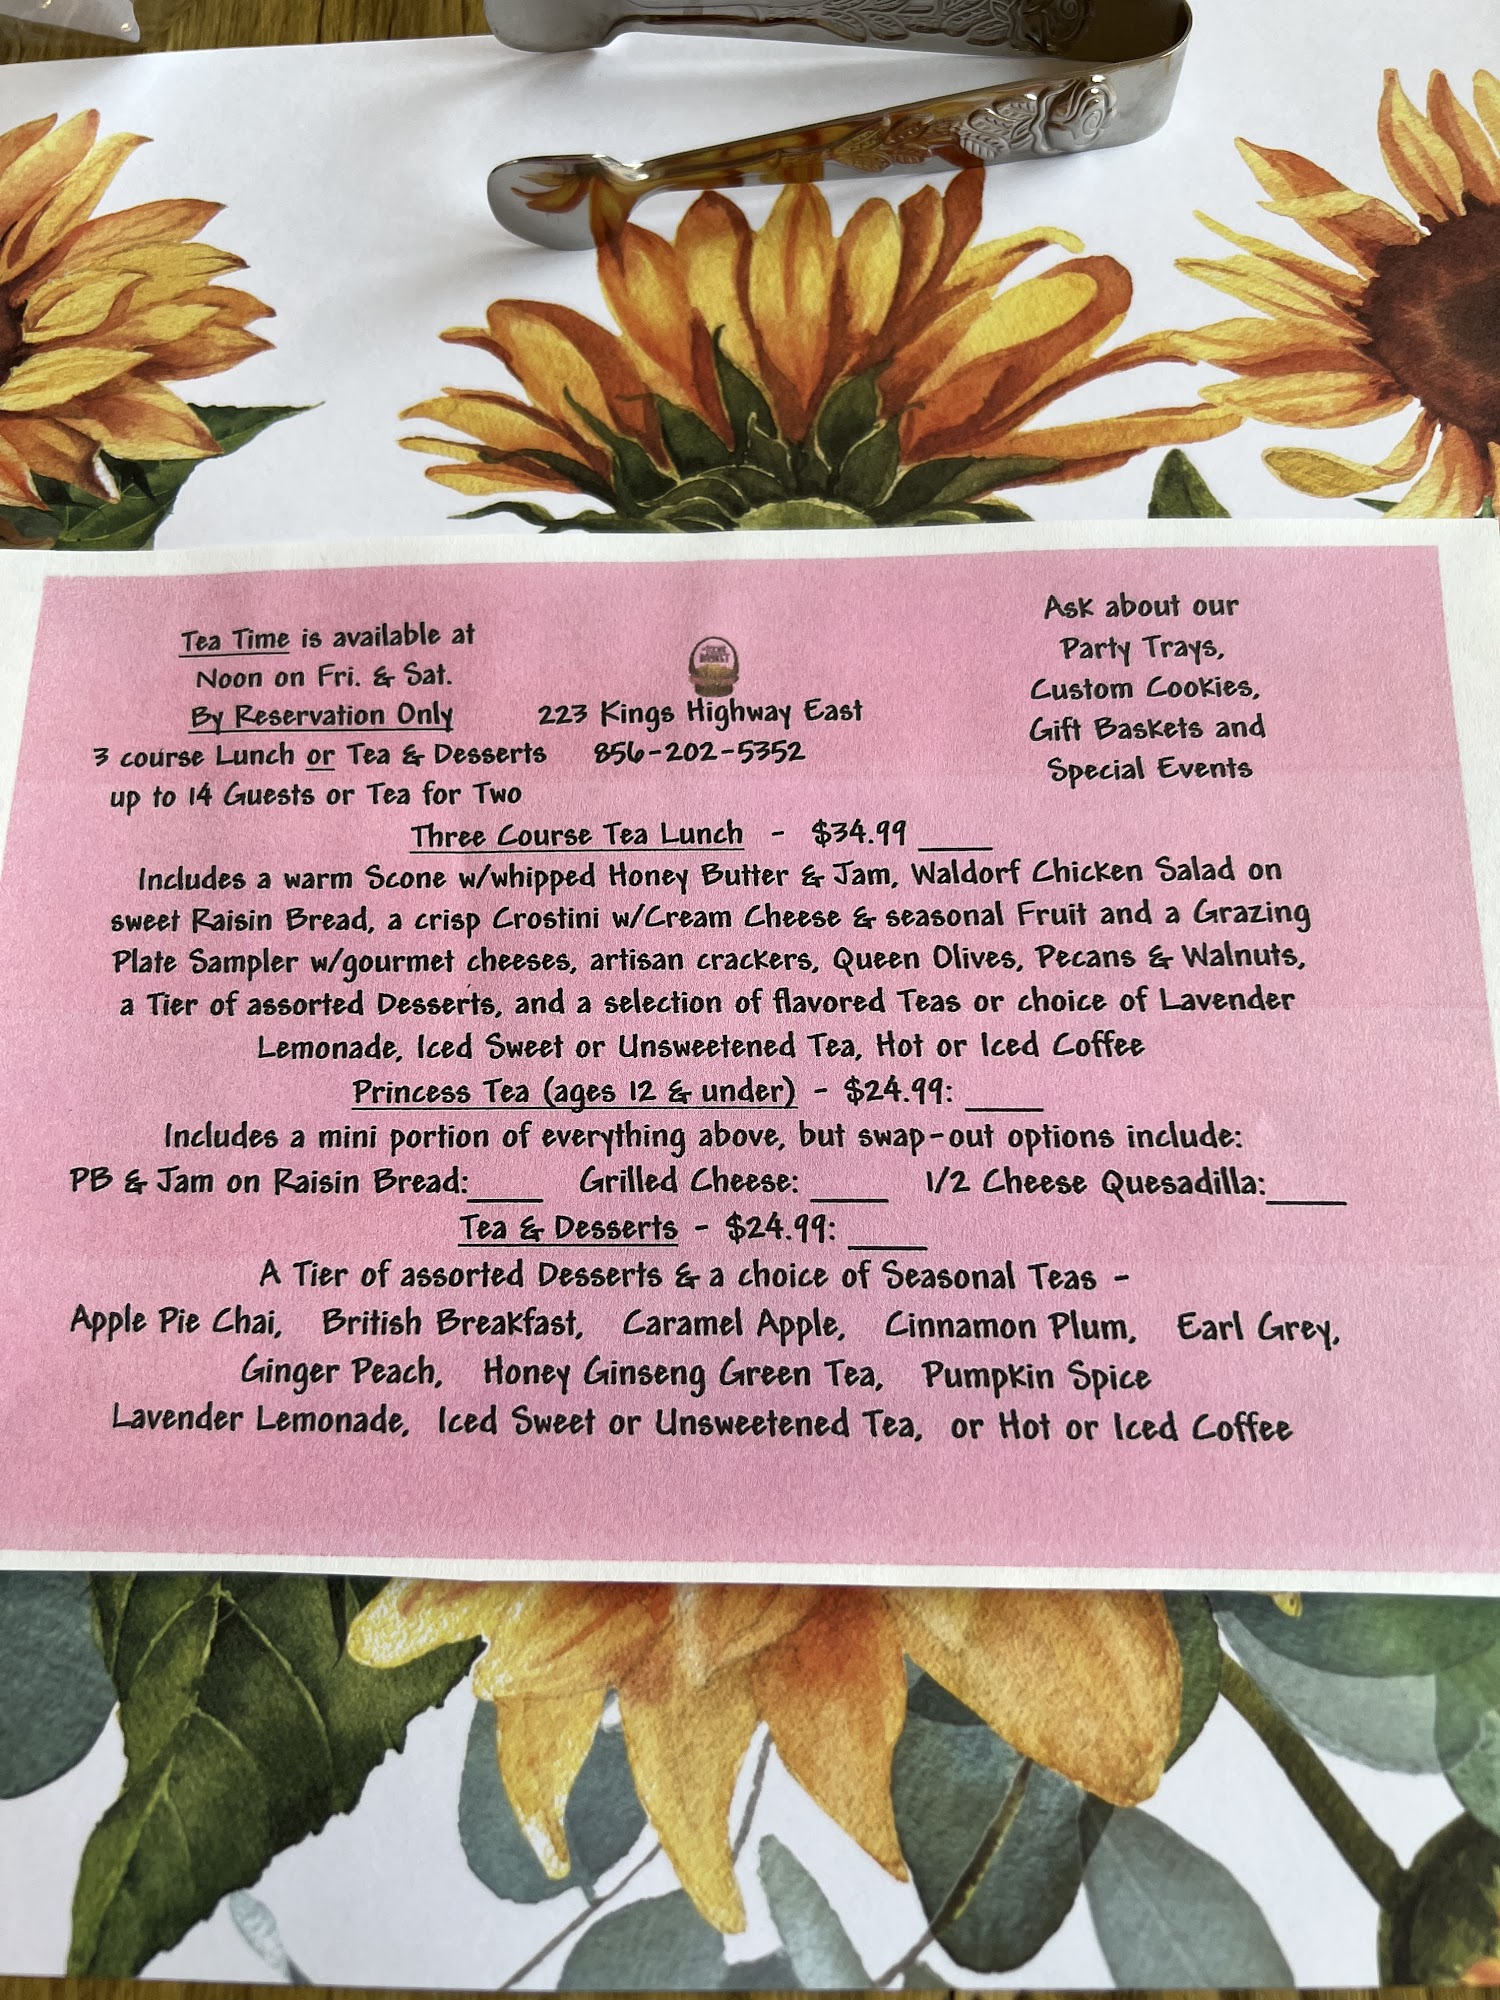 Tea Time is available at
Noon on Fri. & Sat.
By Reservation Only
3 course Lunch or Tea & Desserts
up to 14 Guests or Tea for Two
223 Kings Highway East
856-202-5352
Ask about our
Party Trays,
Custom Cookies,
Gift Baskets and
Special Events
Three Course Tea Lunch - $34.99 _____
Includes a warm Scone w/whipped Honey Butter & Jam, Waldorf Chicken Salad on
sweet Raisin Bread, a crisp Crostini w/Cream Cheese & seasonal Fruit and a Grazing
Plate Sampler w/gourmet cheeses, artisan crackers, Queen Olives, Pecans & Walnuts,
a Tier of assorted Desserts, and a selection of flavored Teas or choice of Lavender
Lemonade, Iced Sweet or Unsweetened Tea, Hot or Iced Coffee
Princess Tea (ages 12 & under) - $24.99: _____
Includes a mini portion of everything above, but swap-out options include:
PB & Jam on Raisin Bread:_____ Grilled Cheese: _____ 1/2 Cheese Quesadilla:_____
Tea & Desserts - $24.99: _____
A Tier of assorted Desserts & a choice of Seasonal Teas -
Apple Pie Chai, British Breakfast, Caramel Apple, Cinnamon Plum, Earl Grey,
Ginger Peach, Honey Ginseng Green Tea, Pumpkin Spice
Lavender Lemonade, Iced Sweet or Unsweetened Tea, or Hot or Iced Coffee